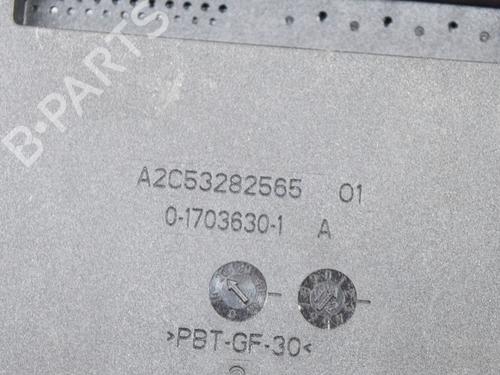 B-PARTS
A2C53282565 01
0-1703630-1 A
>PBT-GF-30<